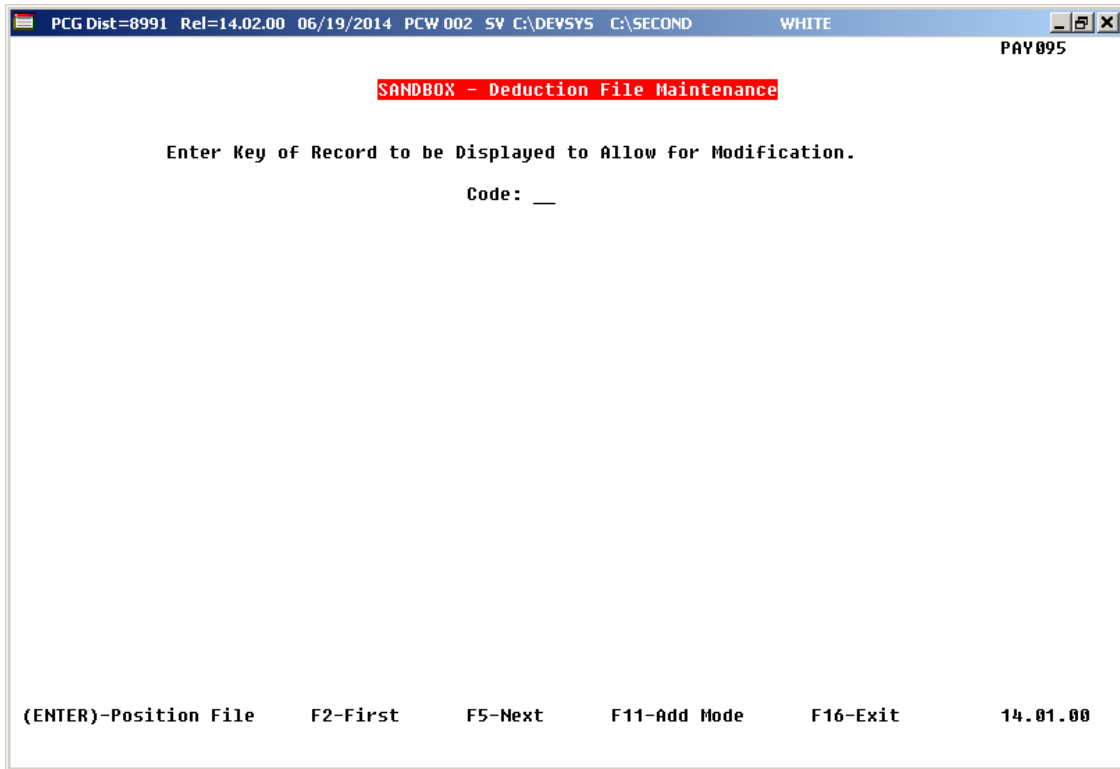 PCG Dist=8991 Rel=14.02.00 06/19/2014 PCW 002 SV C:\DEVSYS C:\SECOND WHITE
PAY095
SANDBOX - Deduction File Maintenance
Enter Key of Record to be Displayed to Allow for Modification.
Code: __
(ENTER)-Position File F2-First F5-Next F11-Add Mode F16-Exit 14.01.00